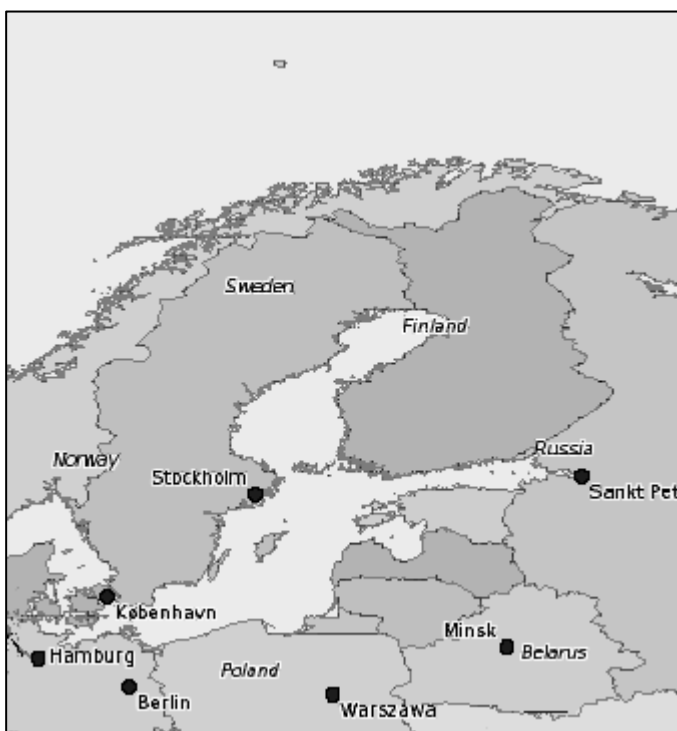 Sweden
Finland
Norway
Russia
Stockholm
Sankt Pet
København
Minsk
Belarus
Hamburg
Poland
Berlin
Warszawa